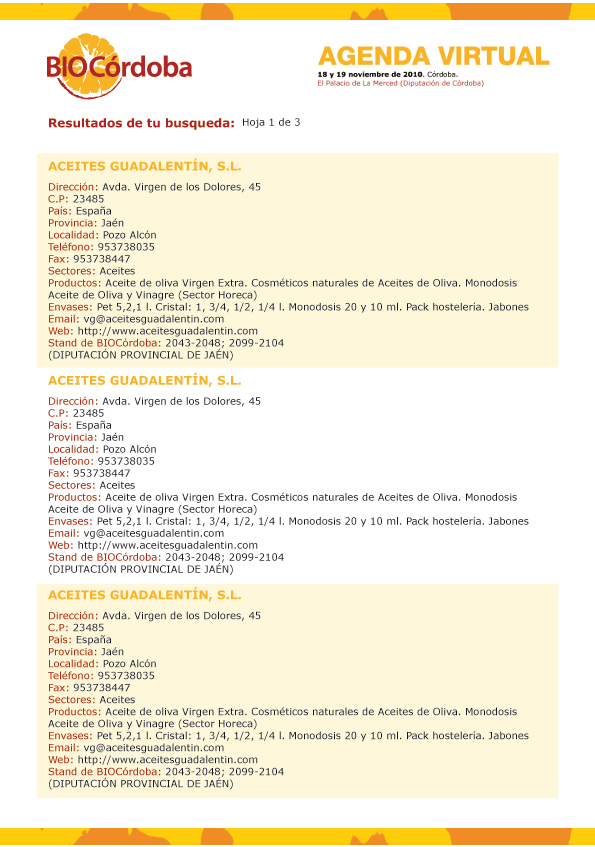 BIOCórdoba
AGENDA VIRTUAL
18 y 19 noviembre de 2010. Córdoba.
El Palacio de La Merced (Diputación de Córdoba)
Resultados de tu busqueda: Hoja 1 de 3
ACEITES GUADALENTÍN, S.L.
Dirección: Avda. Virgen de los Dolores, 45
C.P: 23485
País: España
Provincia: Jaén
Localidad: Pozo Alcón
Teléfono: 953738035
Fax: 953738447
Sectores: Aceites
Productos: Aceite de oliva Virgen Extra. Cosméticos naturales de Aceites de Oliva. Monodosis
Aceite de Oliva y Vinagre (Sector Horeca)
Envases: Pet 5,2,1 l. Cristal: 1, 3/4, 1/2, 1/4 l. Monodosis 20 y 10 ml. Pack hostelería. Jabones
Email: vg@aceitesguadalentin.com
Web: http://www.aceitesguadalentin.com
Stand de BIOCórdoba: 2043-2048; 2099-2104
(DIPUTACIÓN PROVINCIAL DE JAÉN)
ACEITES GUADALENTÍN, S.L.
Dirección: Avda. Virgen de los Dolores, 45
C.P: 23485
País: España
Provincia: Jaén
Localidad: Pozo Alcón
Teléfono: 953738035
Fax: 953738447
Sectores: Aceites
Productos: Aceite de oliva Virgen Extra. Cosméticos naturales de Aceites de Oliva. Monodosis
Aceite de Oliva y Vinagre (Sector Horeca)
Envases: Pet 5,2,1 l. Cristal: 1, 3/4, 1/2, 1/4 l. Monodosis 20 y 10 ml. Pack hostelería. Jabones
Email: vg@aceitesguadalentin.com
Web: http://www.aceitesguadalentin.com
Stand de BIOCórdoba: 2043-2048; 2099-2104
(DIPUTACIÓN PROVINCIAL DE JAÉN)
ACEITES GUADALENTÍN, S.L.
Dirección: Avda. Virgen de los Dolores, 45
C.P: 23485
País: España
Provincia: Jaén
Localidad: Pozo Alcón
Teléfono: 953738035
Fax: 953738447
Sectores: Aceites
Productos: Aceite de oliva Virgen Extra. Cosméticos naturales de Aceites de Oliva. Monodosis
Aceite de Oliva y Vinagre (Sector Horeca)
Envases: Pet 5,2,1 l. Cristal: 1, 3/4, 1/2, 1/4 l. Monodosis 20 y 10 ml. Pack hostelería. Jabones
Email: vg@aceitesguadalentin.com
Web: http://www.aceitesguadalentin.com
Stand de BIOCórdoba: 2043-2048; 2099-2104
(DIPUTACIÓN PROVINCIAL DE JAÉN)